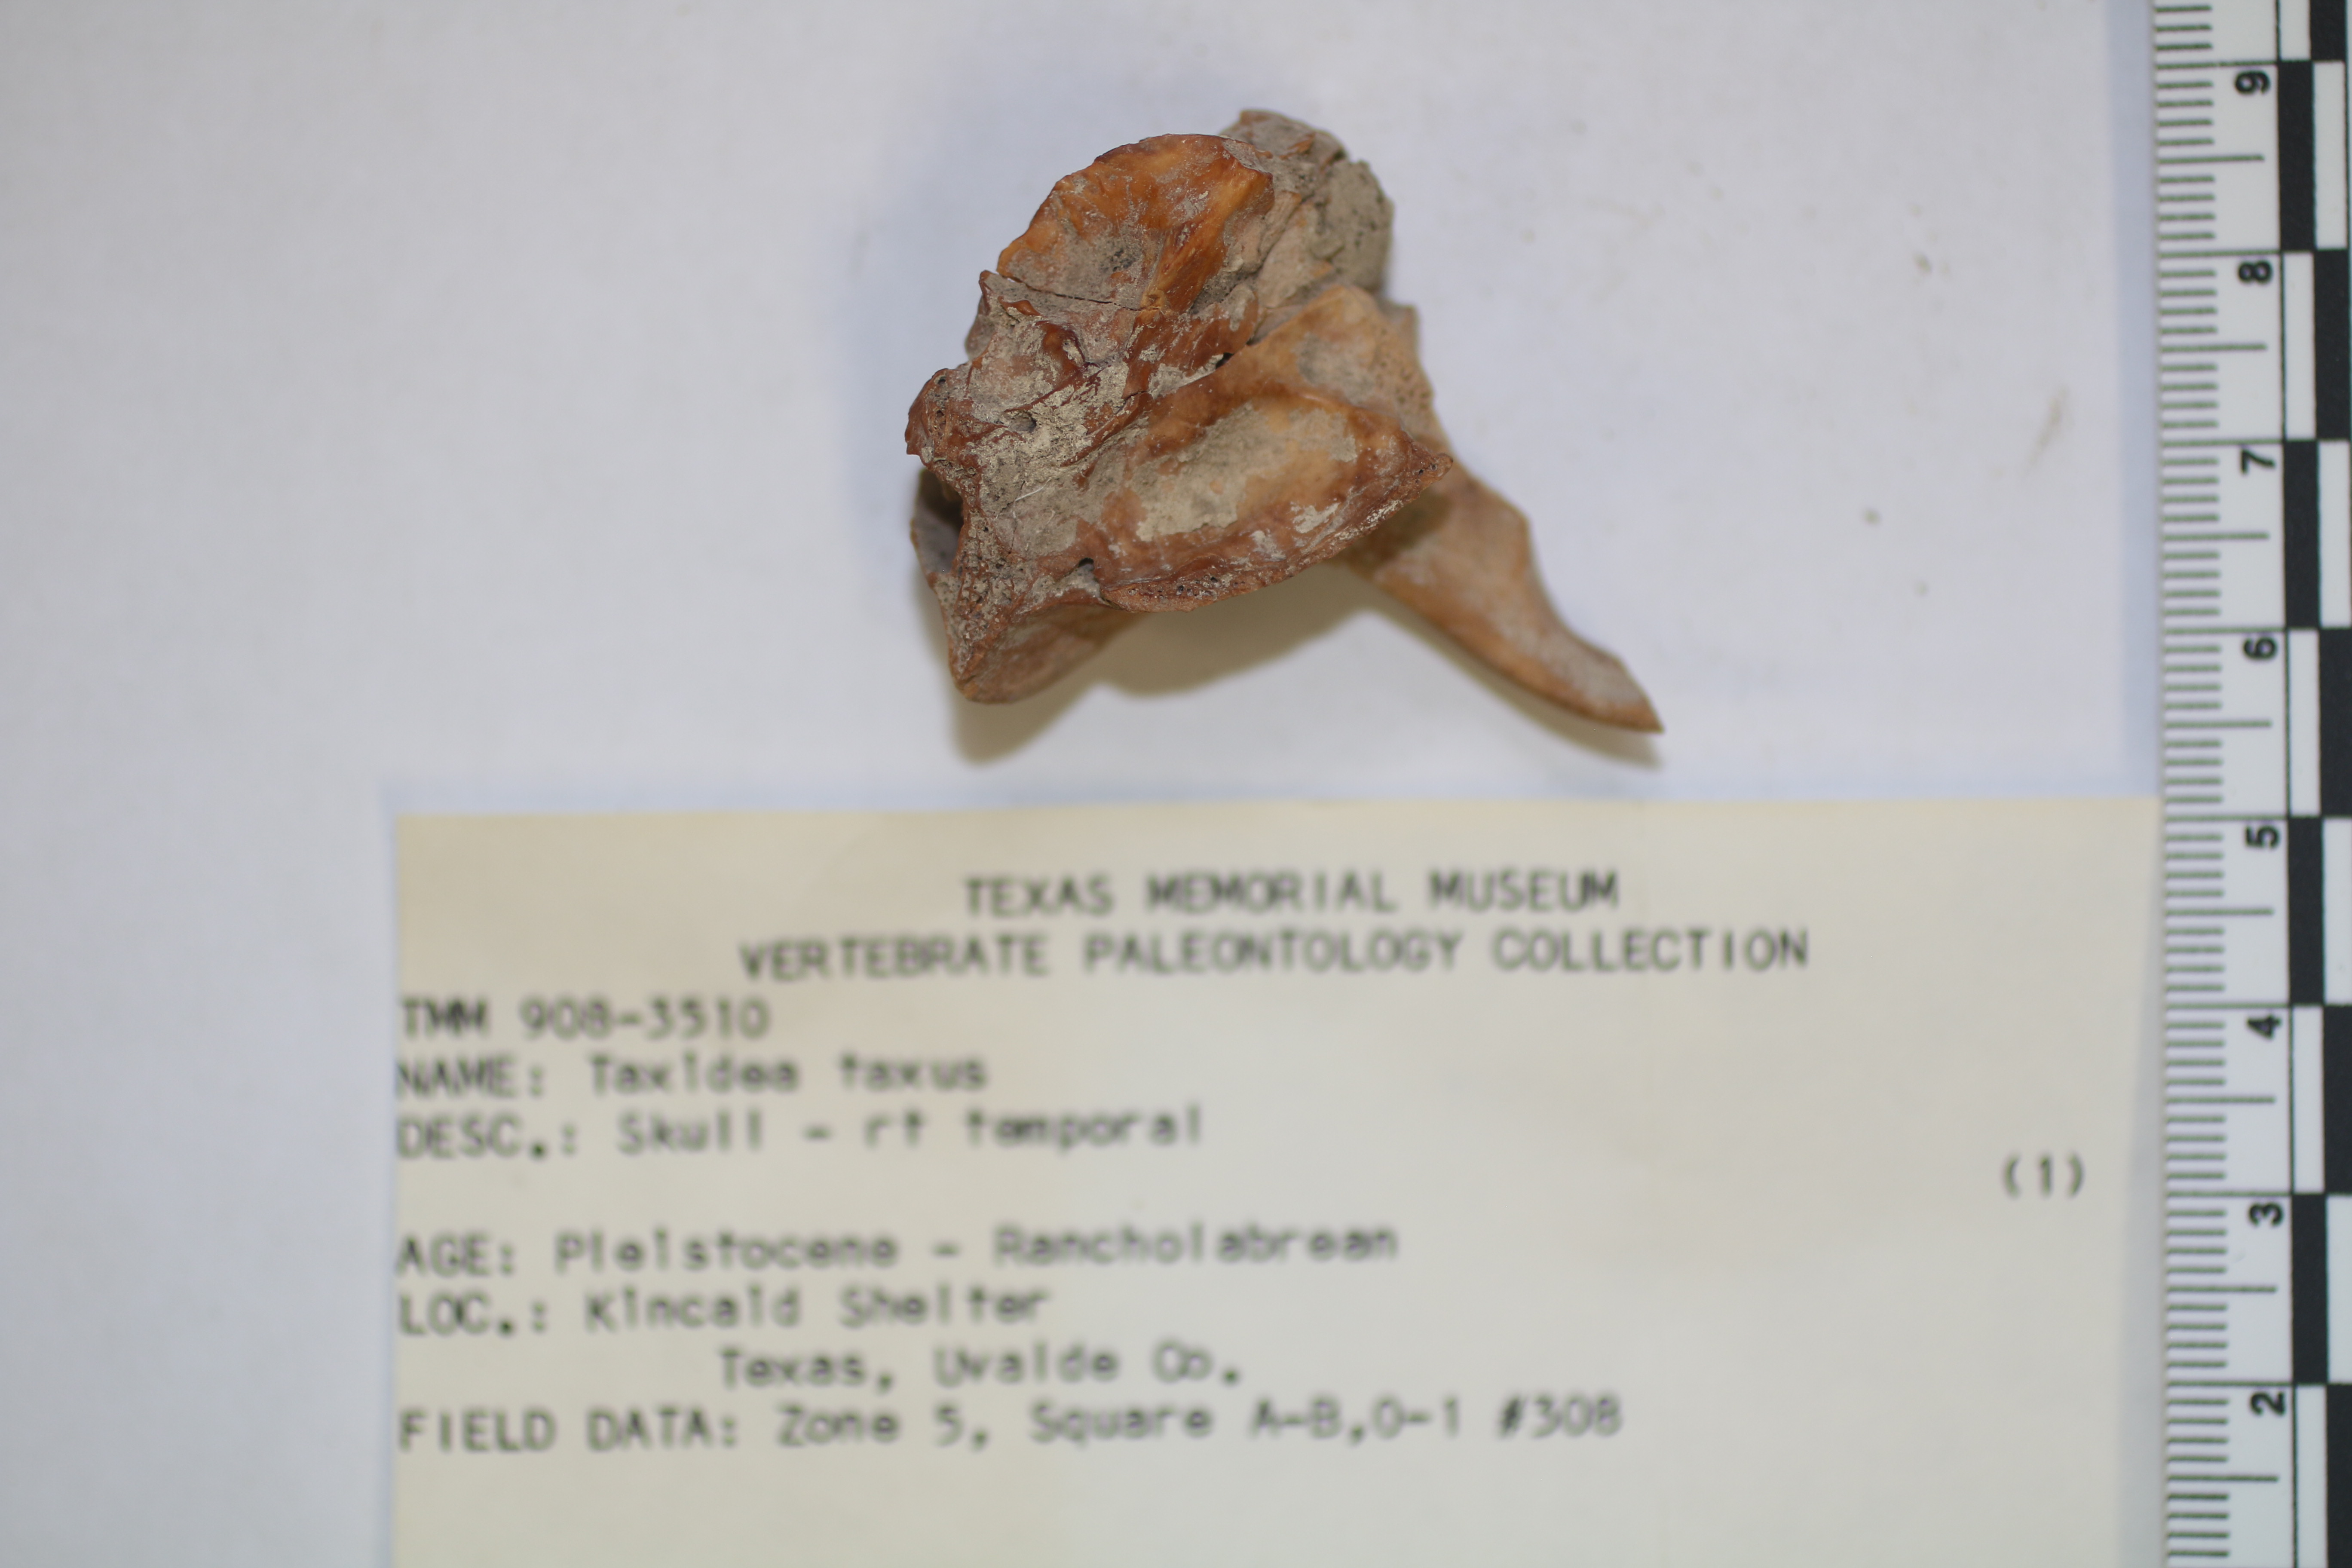 TEXAS MEMORIAL MUSEUM
VERTEBRATE PALEONTOLOGY COLLECTION
TMM 908-3510
NAME: Taxidea taxus
DESC.: Skull - rt temporal
(1)
AGE: Pleistocene - Rancholabrean
LOC.: Kincaid Shelter
Texas, Uvalde Co.
FIELD DATA: Zone 5, Square A-B,0-1 #308
9
8
7
6
5
4
3
2